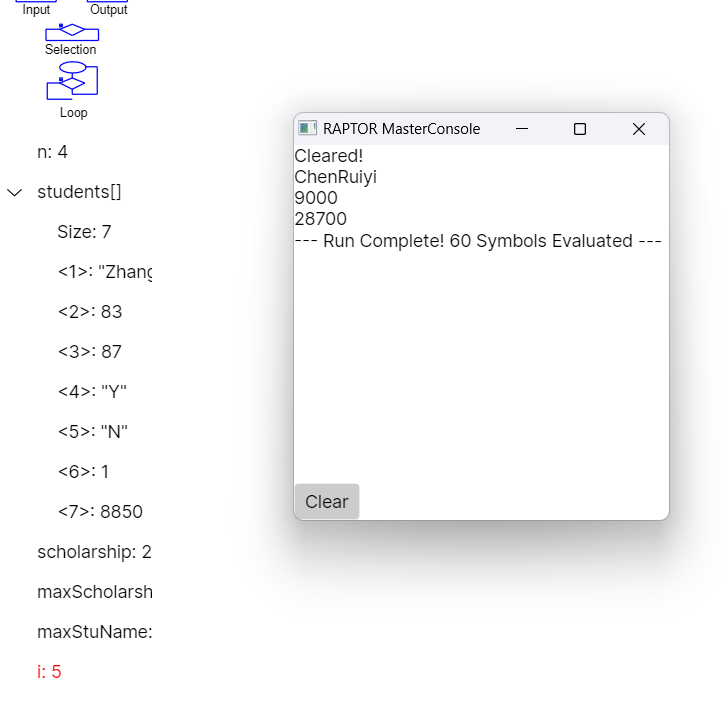 Input Output
Selection
Loop
n: 4
students[]
Size: 7
<1>: "Zhang
<2>: 83
<3>: 87
<4>: "Y"
<5>: "N"
<6>: 1
<7>: 8850
scholarship: 2
maxScholarsh
maxStuName:
i: 5
RAPTOR MasterConsole
Cleared!
ChenRuiyi
9000
28700
--- Run Complete! 60 Symbols Evaluated ---
Clear